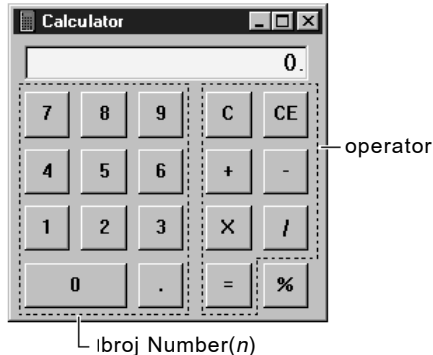 Calculator
0.
7 8 9 C CE
operator
4 5 6 + -
1 2 3 X /
0 . = %
broj Number(n)